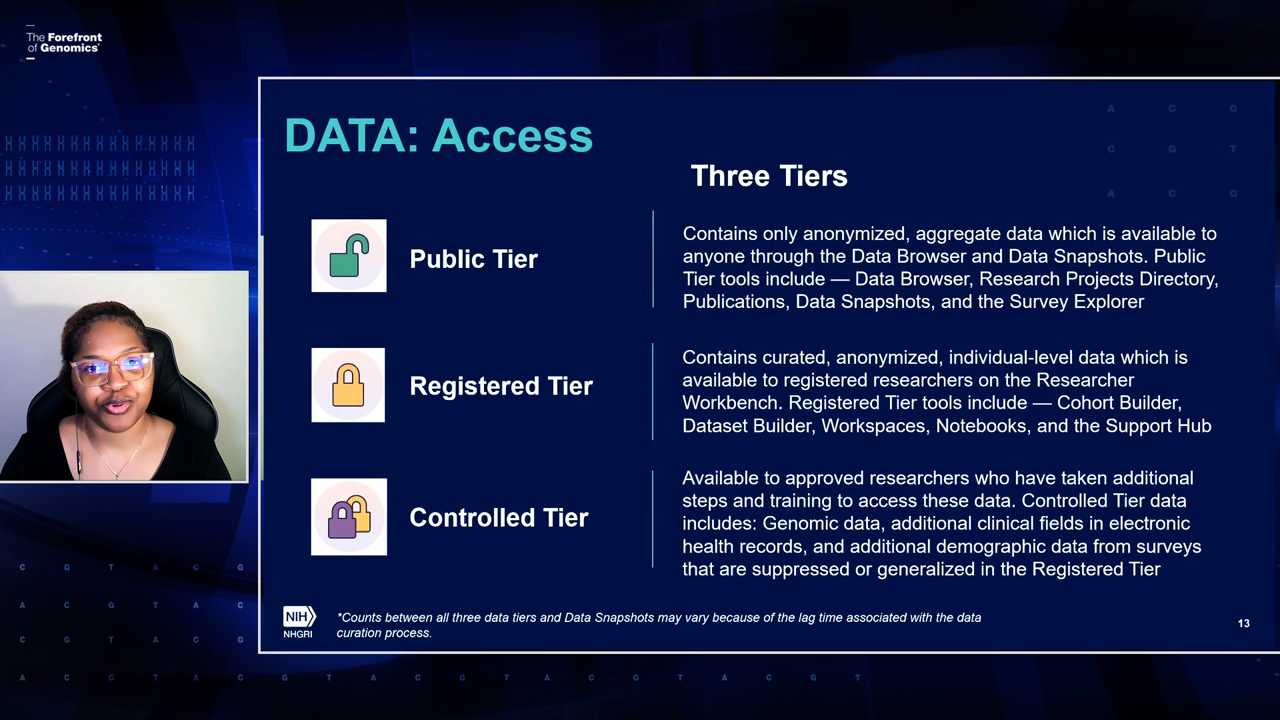 The Forefront
of Genomics®
DATA: Access
Three Tiers
Public Tier
Contains only anonymized, aggregate data which is available to
anyone through the Data Browser and Data Snapshots. Public
Tier tools include — Data Browser, Research Projects Directory,
Publications, Data Snapshots, and the Survey Explorer
Registered Tier
Contains curated, anonymized, individual-level data which is
available to registered researchers on the Researcher
Workbench. Registered Tier tools include — Cohort Builder,
Dataset Builder, Workspaces, Notebooks, and the Support Hub
Controlled Tier
Available to approved researchers who have taken additional
steps and training to access these data. Controlled Tier data
includes: Genomic data, additional clinical fields in electronic
health records, and additional demographic data from surveys
that are suppressed or generalized in the Registered Tier
NIH
NHGRI
*Counts between all three data tiers and Data Snapshots may vary because of the lag time associated with the data
curation process.
13
A C G
C G T
A C G
C G T A C G
A C G T A C
C G T A C G
A C G T A C G T A C G T A C G T A C G T